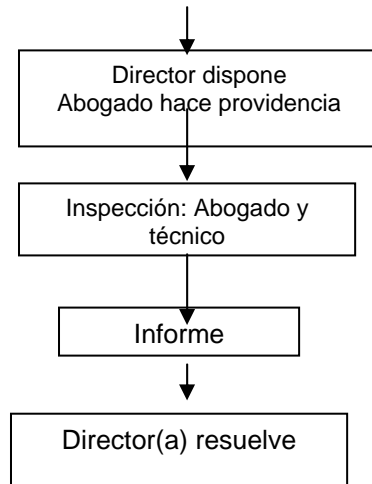 Director dispone
Abogado hace providencia
Inspección: Abogado y
técnico
Informe
Director(a) resuelve